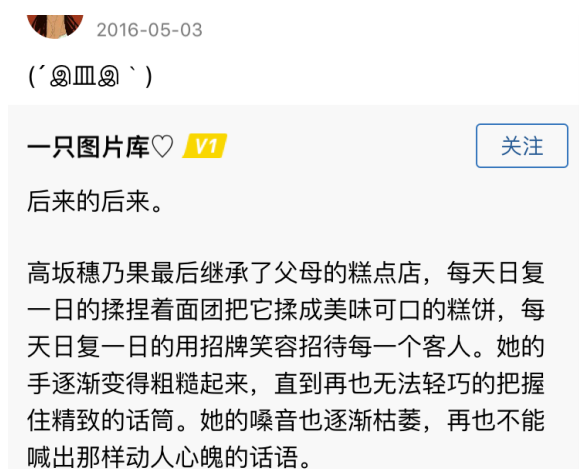 2016-05-03
(´இ皿இ｀)
一只图片库♡ V1
关注
后来的后来。
高坂穗乃果最后继承了父母的糕点店，每天日复
一日的揉捏着面团把它揉成美味可口的糕饼，每
天日复一日的用招牌笑容招待每一个客人。她的
手逐渐变得粗糙起来，直到再也无法轻巧的把握
住精致的话筒。她的嗓音也逐渐枯萎，再也不能
喊出那样动人心魄的话语。